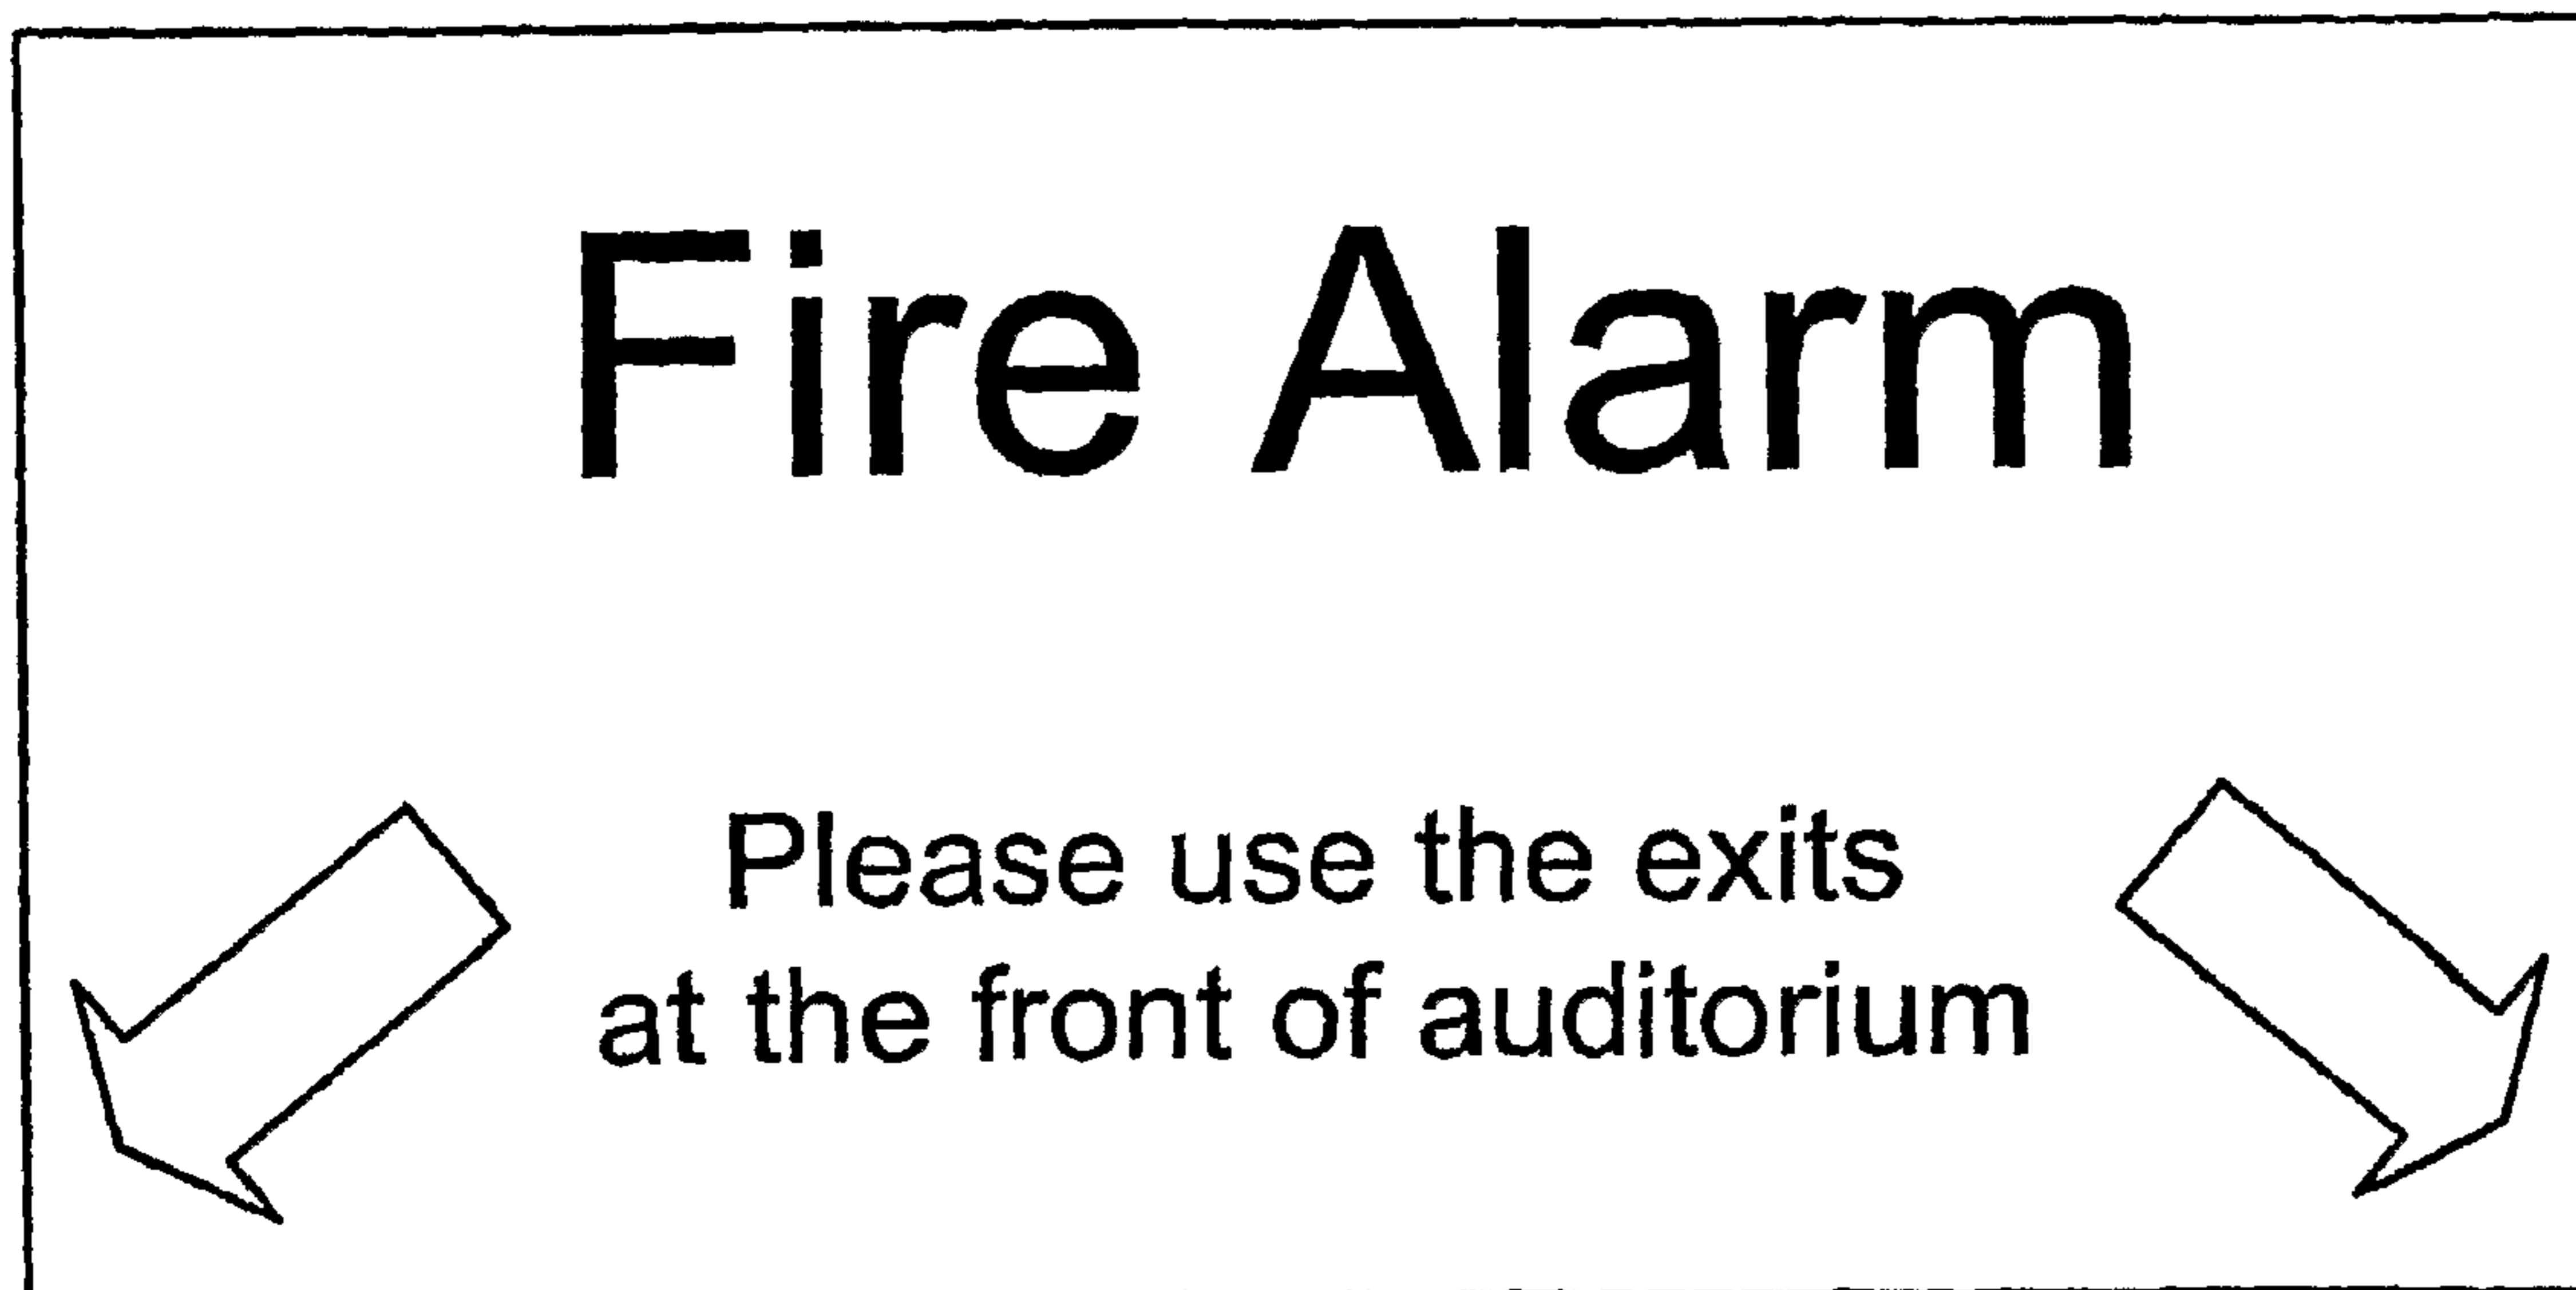 Fire Alarm
Please use the exits
at the front of auditorium